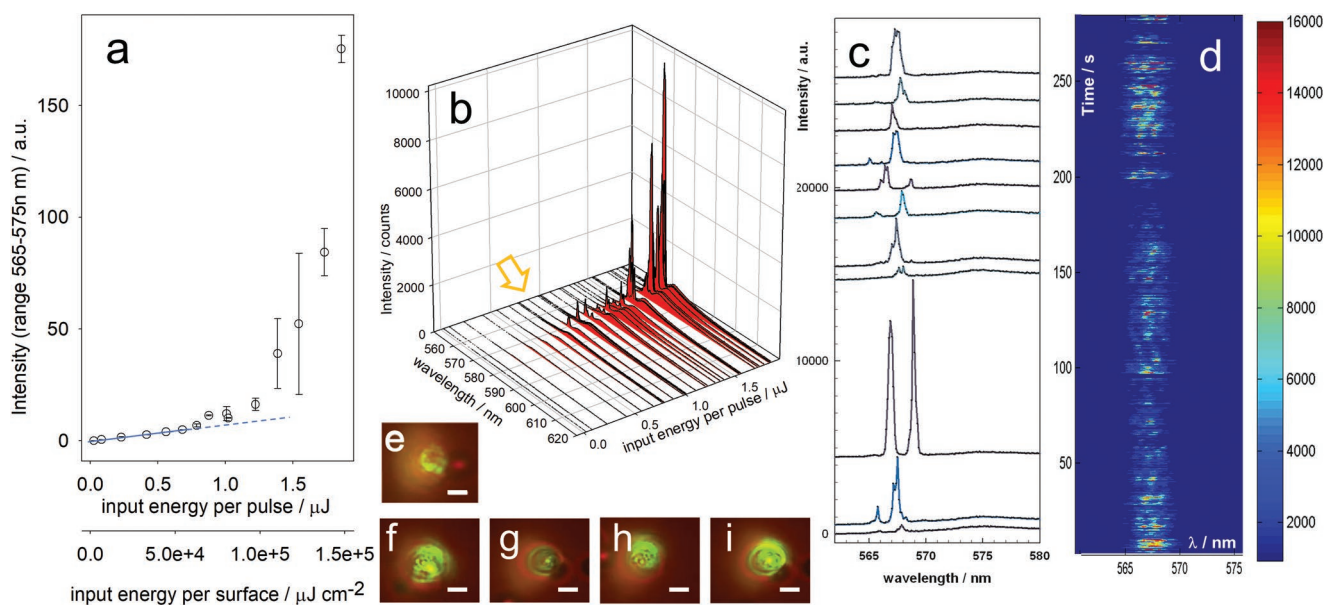 a
Intensity (range 565-575n m) / a.u.
150
100
50
0
0.0 0.5 1.0 1.5
input energy per pulse / μJ
0.0 5.0e+4 1.5e+5
input energy per surface / μJ cm-2
b
Intensity / counts
10000
8000
6000
4000
2000
0
560
570
580
590
600
610
620
wavelength / nm
0.0
0.5
1.0
1.5
input energy per pulse / μJ
c
Intensity / a.u.
20000
10000
0
565 570 575 580
wavelength / nm
d
Time / s
250
200
150
100
50
565 570 575
λ / nm
16000
14000
12000
10000
8000
6000
4000
2000
e
f
g
h
i